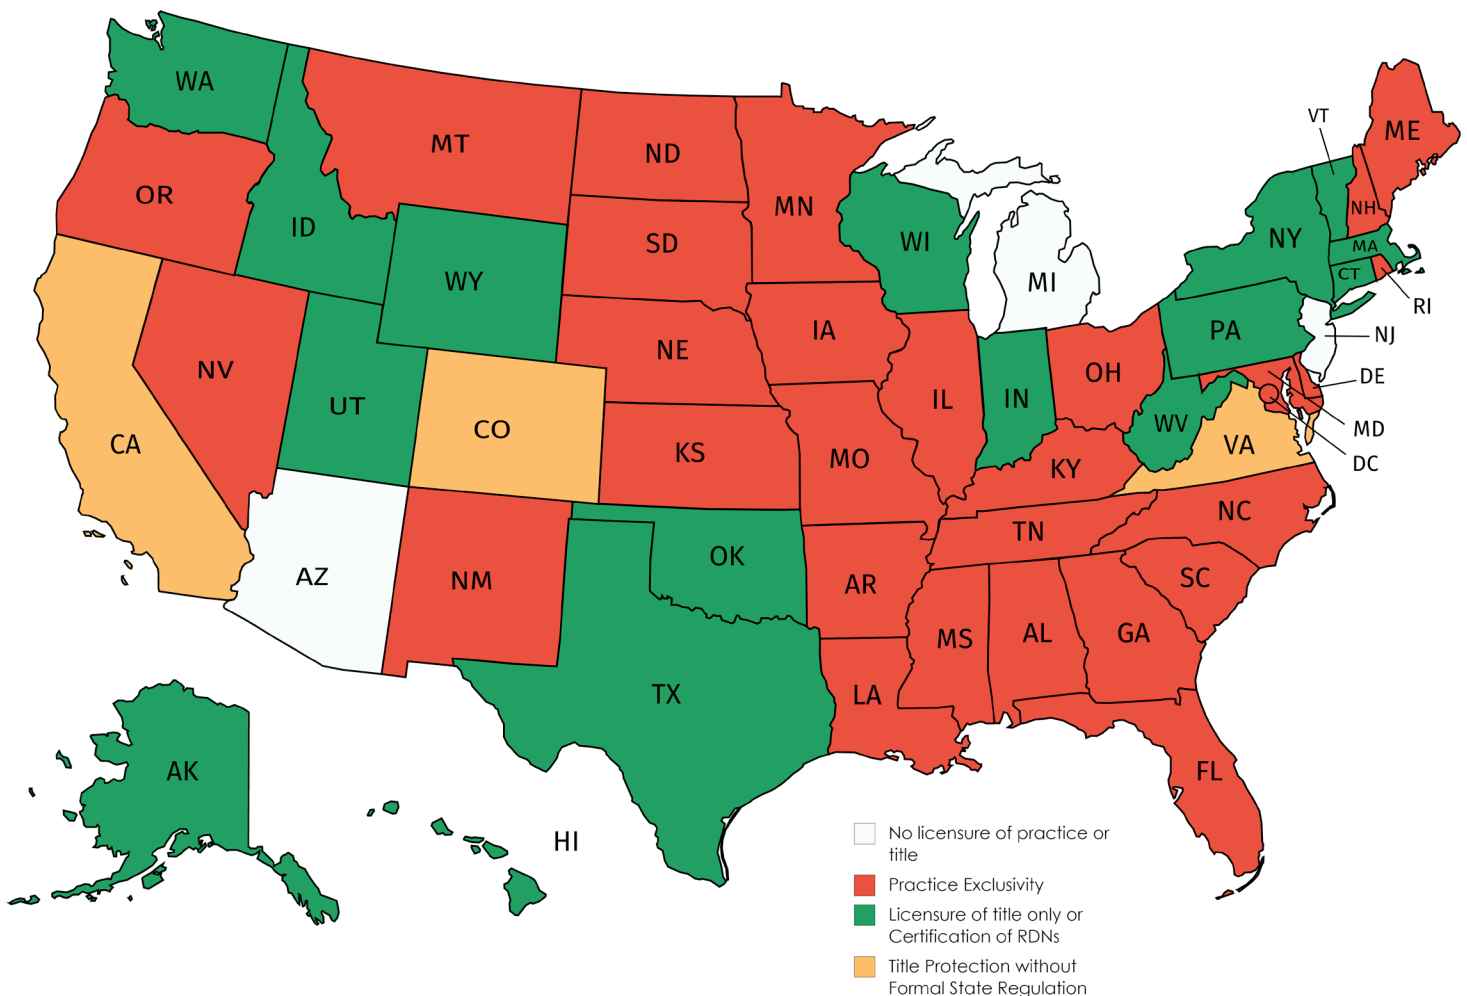 WA
VT
ME
MT
ND
OR
MN
NH
ID
SD
WI
NY
MA
WY
MI
CT
RI
IA
PA
NJ
NE
NV
OH
DE
UT
IL
IN
CO
WV
MD
CA
VA
KS
MO
KY
DC
NC
TN
OK
AZ
NM
AR
SC
MS
AL
GA
TX
LA
AK
FL
HI
No licensure of practice or
title
Practice Exclusivity
Licensure of title only or
Certification of RDNs
Title Protection without
Formal State Regulation